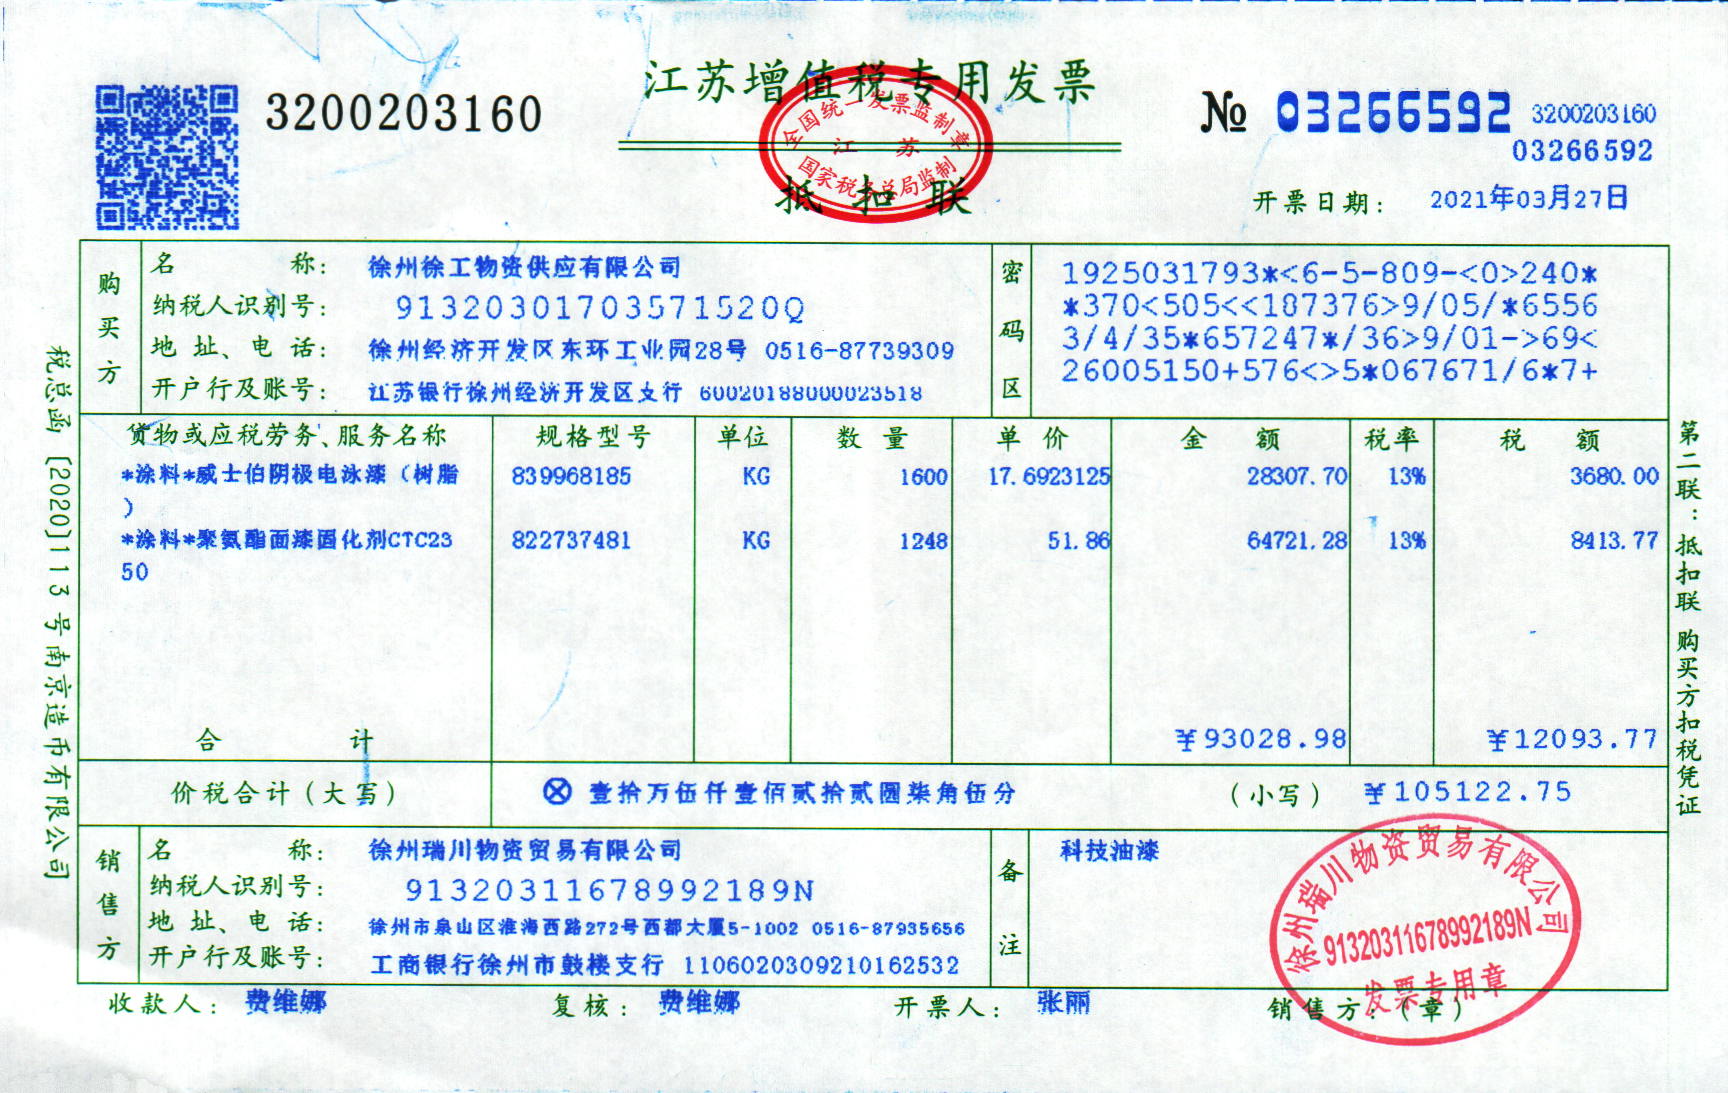 江苏增值税专用发票
3200203160
№ 03266592 3200203160
03266592
全国统一发票监制章
江 苏
国家税务总局监制
抵 扣 联
开票日期: 2021年03月27日
购买方
名 称: 徐州徐工物资供应有限公司
纳税人识别号: 91320301703571520Q
地 址、电 话: 徐州经济开发区东环工业园28号 0516-87739309
开户行及账号: 江苏银行徐州经济开发区支行 60020188000023518
密码区
1925031793*<6-5-809-<0>240*
*370<505<<187376>9/05/*6556
3/4/35*657247*/36>9/01->69<
26005150+576<>5*067671/6*7+
货物或应税劳务、服务名称 规格型号 单位 数 量 单 价 金 额 税率 税 额
*涂料*威士伯阴极电泳漆（树脂 839968185 KG 1600 17.6923125 28307.70 13% 3680.00
）
*涂料*聚氨酯面漆固化剂CTC23 822737481 KG 1248 51.86 64721.28 13% 8413.77
50
合 计 ¥93028.98 ¥12093.77
价税合计(大写) ⊗壹拾万伍仟壹佰贰拾贰圆柒角伍分 (小写) ¥105122.75
销售方
名 称: 徐州瑞川物资贸易有限公司
纳税人识别号: 91320311678992189N
地 址、电 话: 徐州市泉山区淮海西路272号西都大厦5-1002 0516-87935656
开户行及账号: 工商银行徐州市鼓楼支行 1106020309210162532
备注
科技油漆
徐州瑞川物资贸易有限公司
91320311678992189N
发票专用章
收款人: 费维娜 复核: 费维娜 开票人: 张丽 销售方:(章)
税总函[2020]113号南京造币有限公司
第二联:抵扣联 购买方扣税凭证